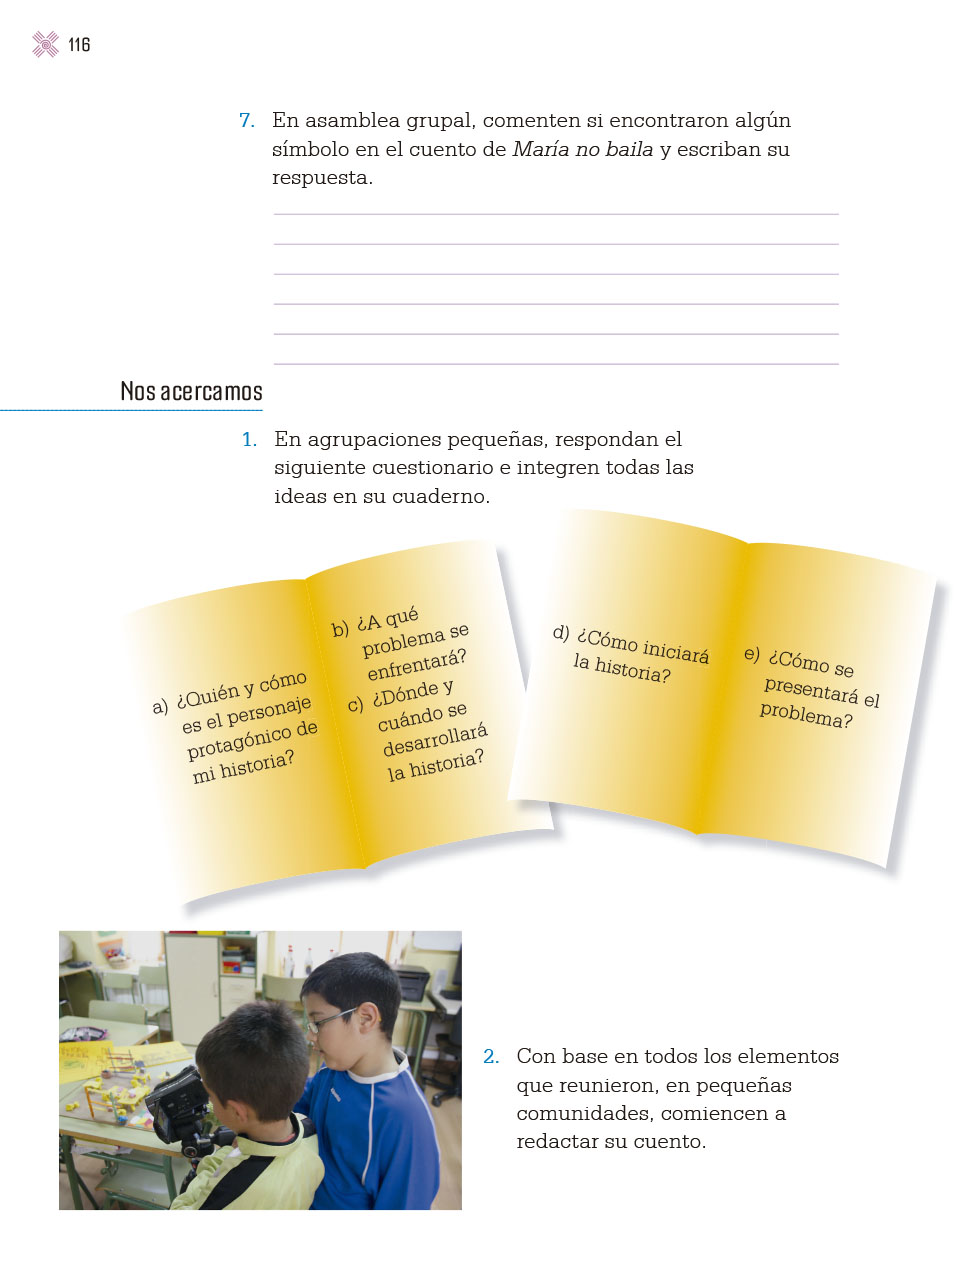 116
7. En asamblea grupal, comenten si encontraron algún
símbolo en el cuento de María no baila y escriban su
respuesta.
Nos acercamos
1. En agrupaciones pequeñas, respondan el
siguiente cuestionario e integren todas las
ideas en su cuaderno.
a) ¿Quién y cómo
es el personaje
protagónico de
mi historia?
b) ¿A qué
problema se
enfrentará?
c) ¿Dónde y
cuándo se
desarrollará
la historia?
d) ¿Cómo iniciará
la historia?
e) ¿Cómo se
presentará el
problema?
2. Con base en todos los elementos
que reunieron, en pequeñas
comunidades, comiencen a
redactar su cuento.